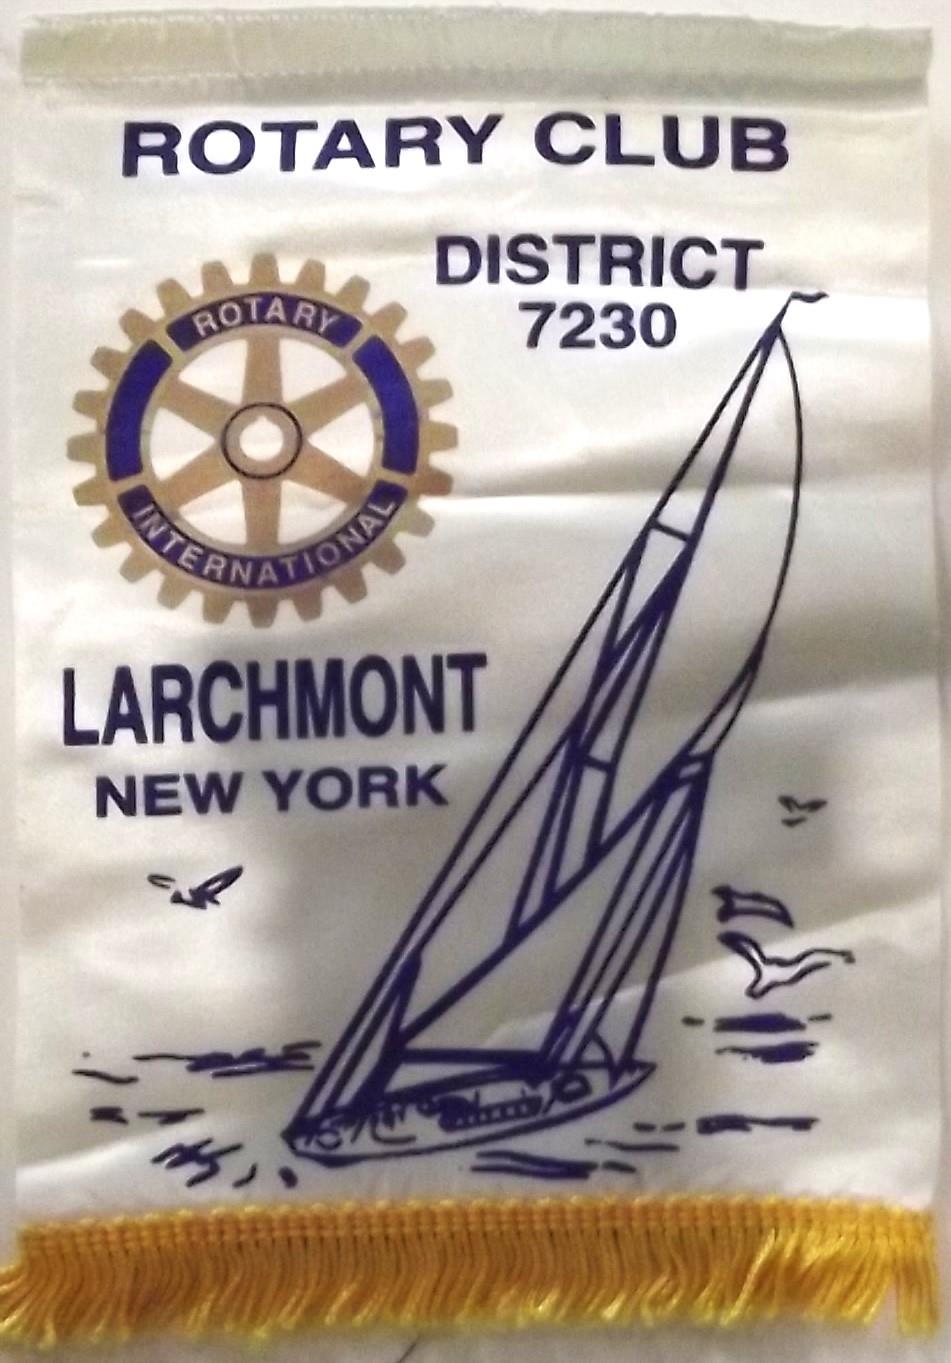 ROTARY CLUB
DISTRICT
7230
ROTARY
INTERNATIONAL
LARCHMONT
NEW YORK